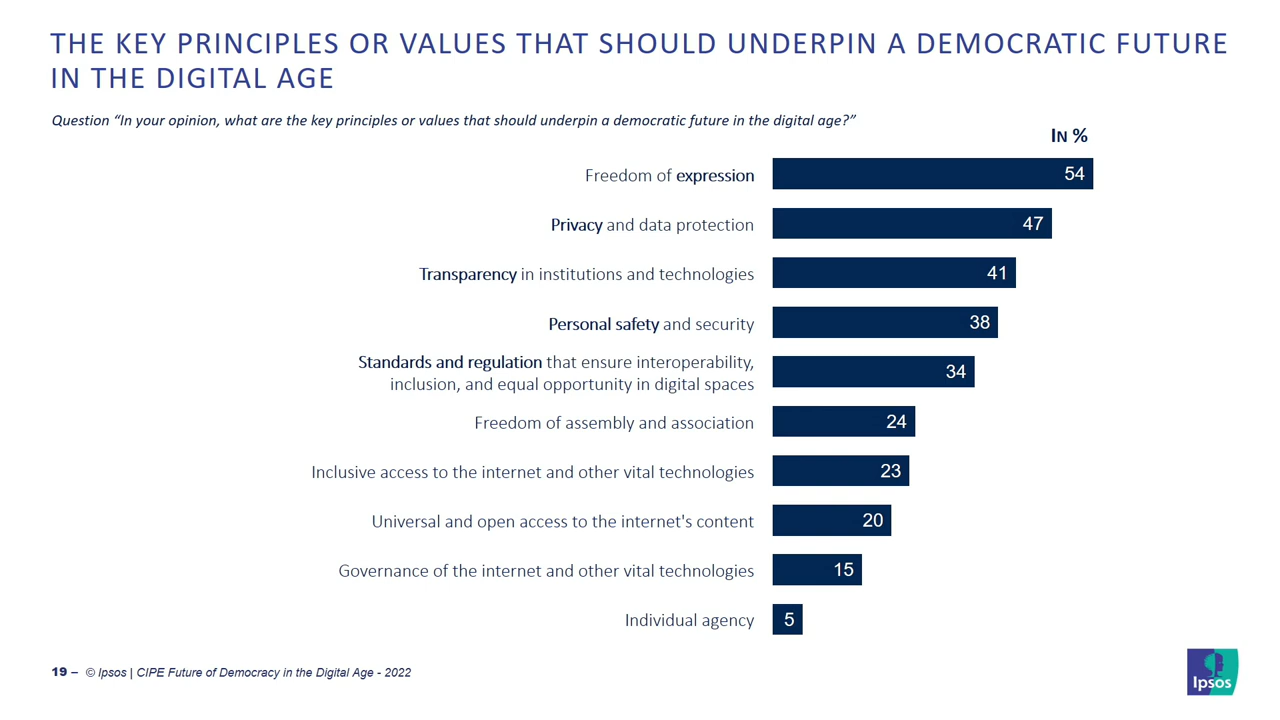 THE KEY PRINCIPLES OR VALUES THAT SHOULD UNDERPIN A DEMOCRATIC FUTURE
IN THE DIGITAL AGE
Question “In your opinion, what are the key principles or values that should underpin a democratic future in the digital age?”
IN %
Freedom of expression 54
Privacy and data protection 47
Transparency in institutions and technologies 41
Personal safety and security 38
Standards and regulation that ensure interoperability,
inclusion, and equal opportunity in digital spaces 34
Freedom of assembly and association 24
Inclusive access to the internet and other vital technologies 23
Universal and open access to the internet's content 20
Governance of the internet and other vital technologies 15
Individual agency 5
19 – © Ipsos | CIPE Future of Democracy in the Digital Age - 2022
Ipsos